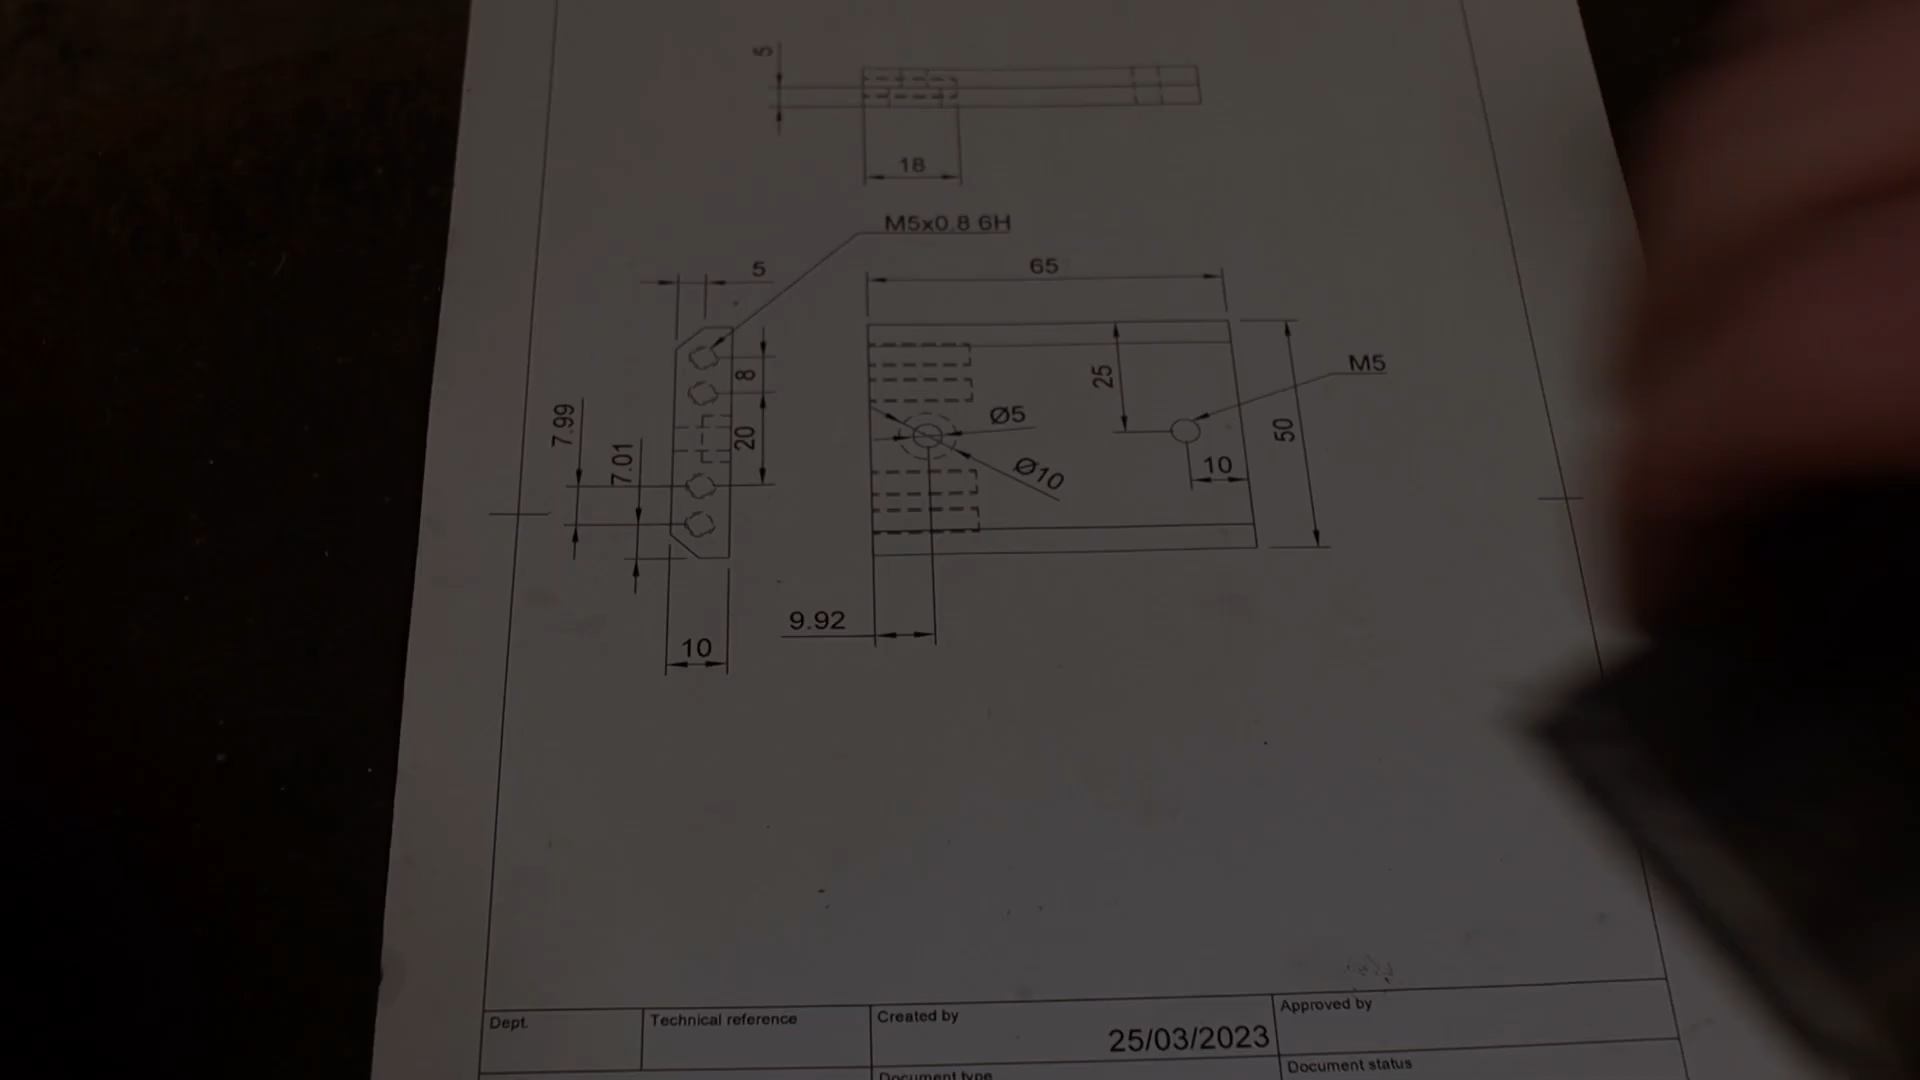 5
18
M5x0.8 6H
5
65
8
25
M5
7.99
7.01
20
Ø5
50
Ø10
10
9.92
10
Dept.
Technical reference
Created by
25/03/2023
Approved by
Document type
Document status